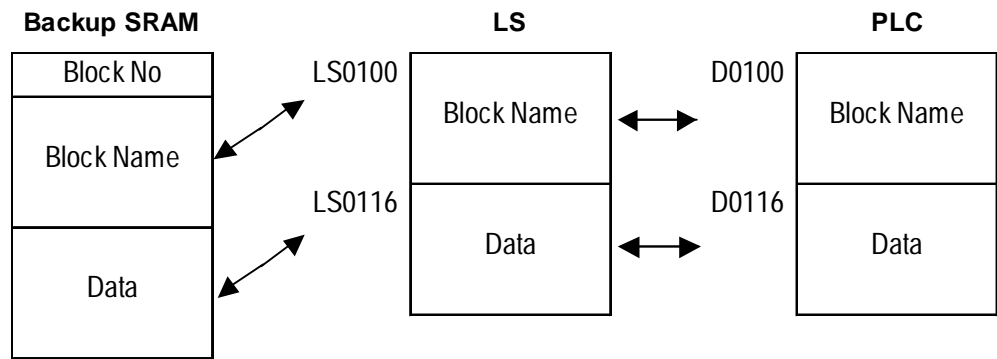 Backup SRAM
LS
PLC
Block No
LS0100
D0100
Block Name
Block Name
Block Name
LS0116
D0116
Data
Data
Data